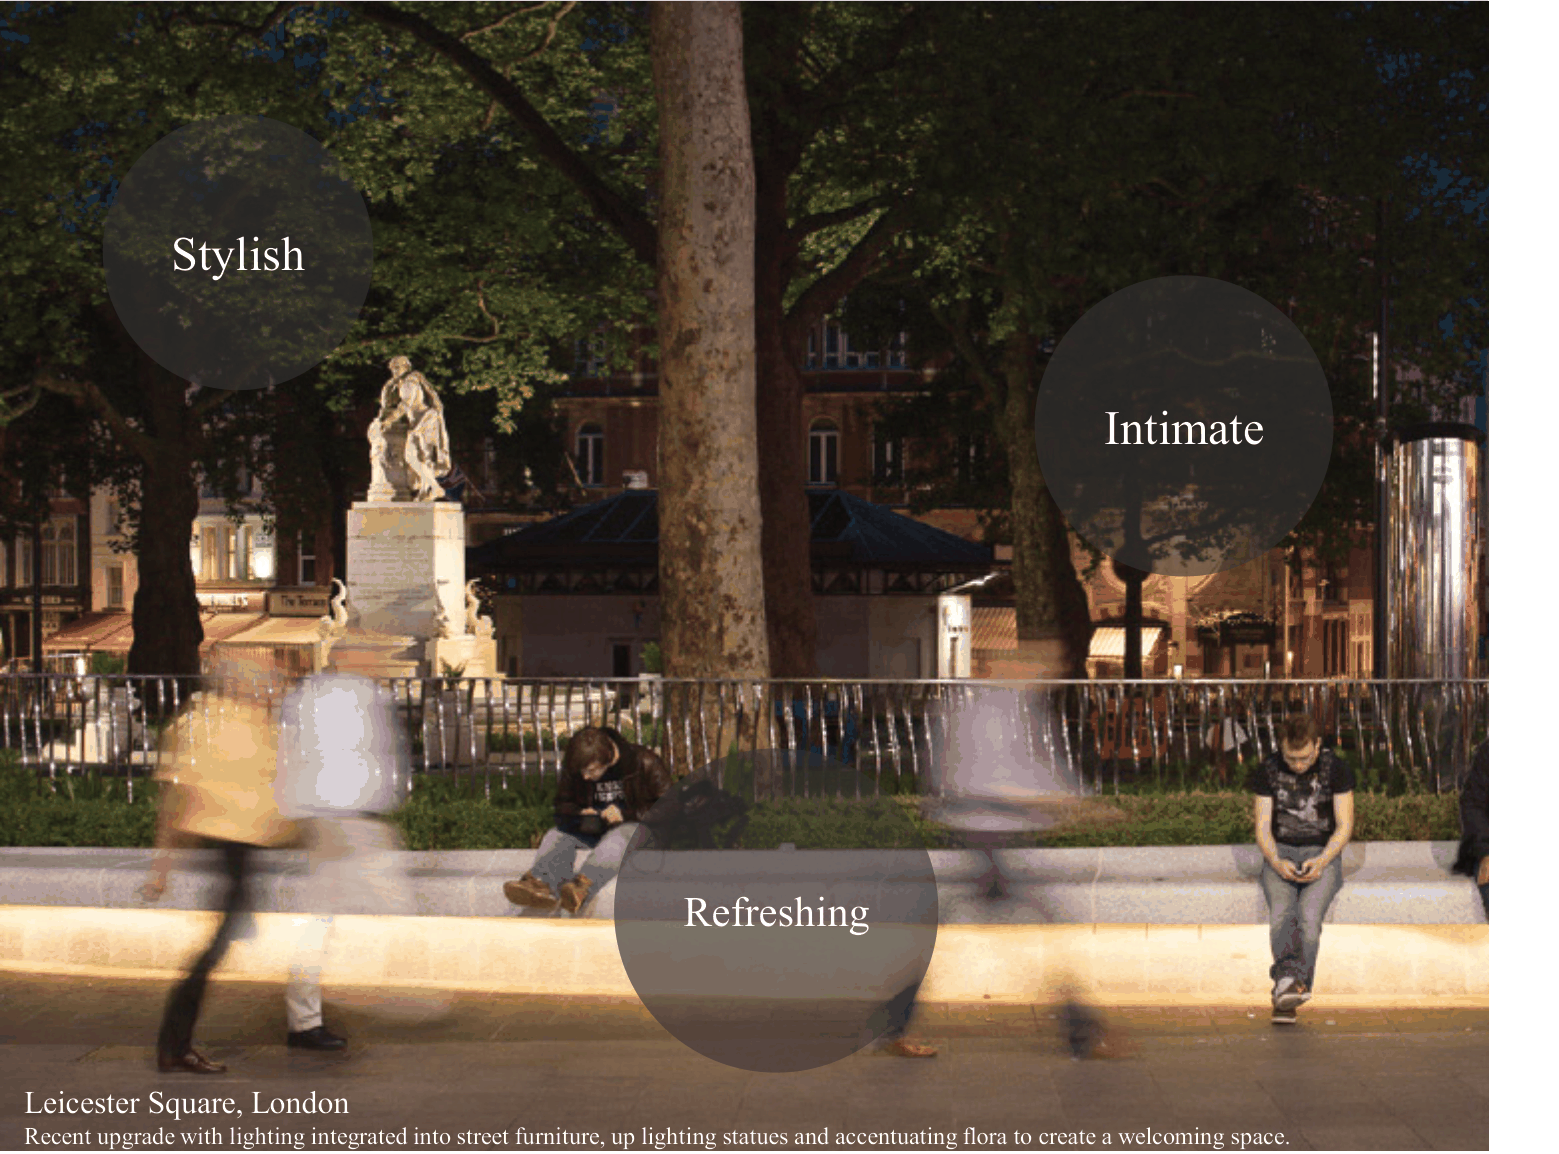 Stylish
Intimate
Refreshing
Leicester Square, London
Recent upgrade with lighting integrated into street furniture, up lighting statues and accentuating flora to create a welcoming space.